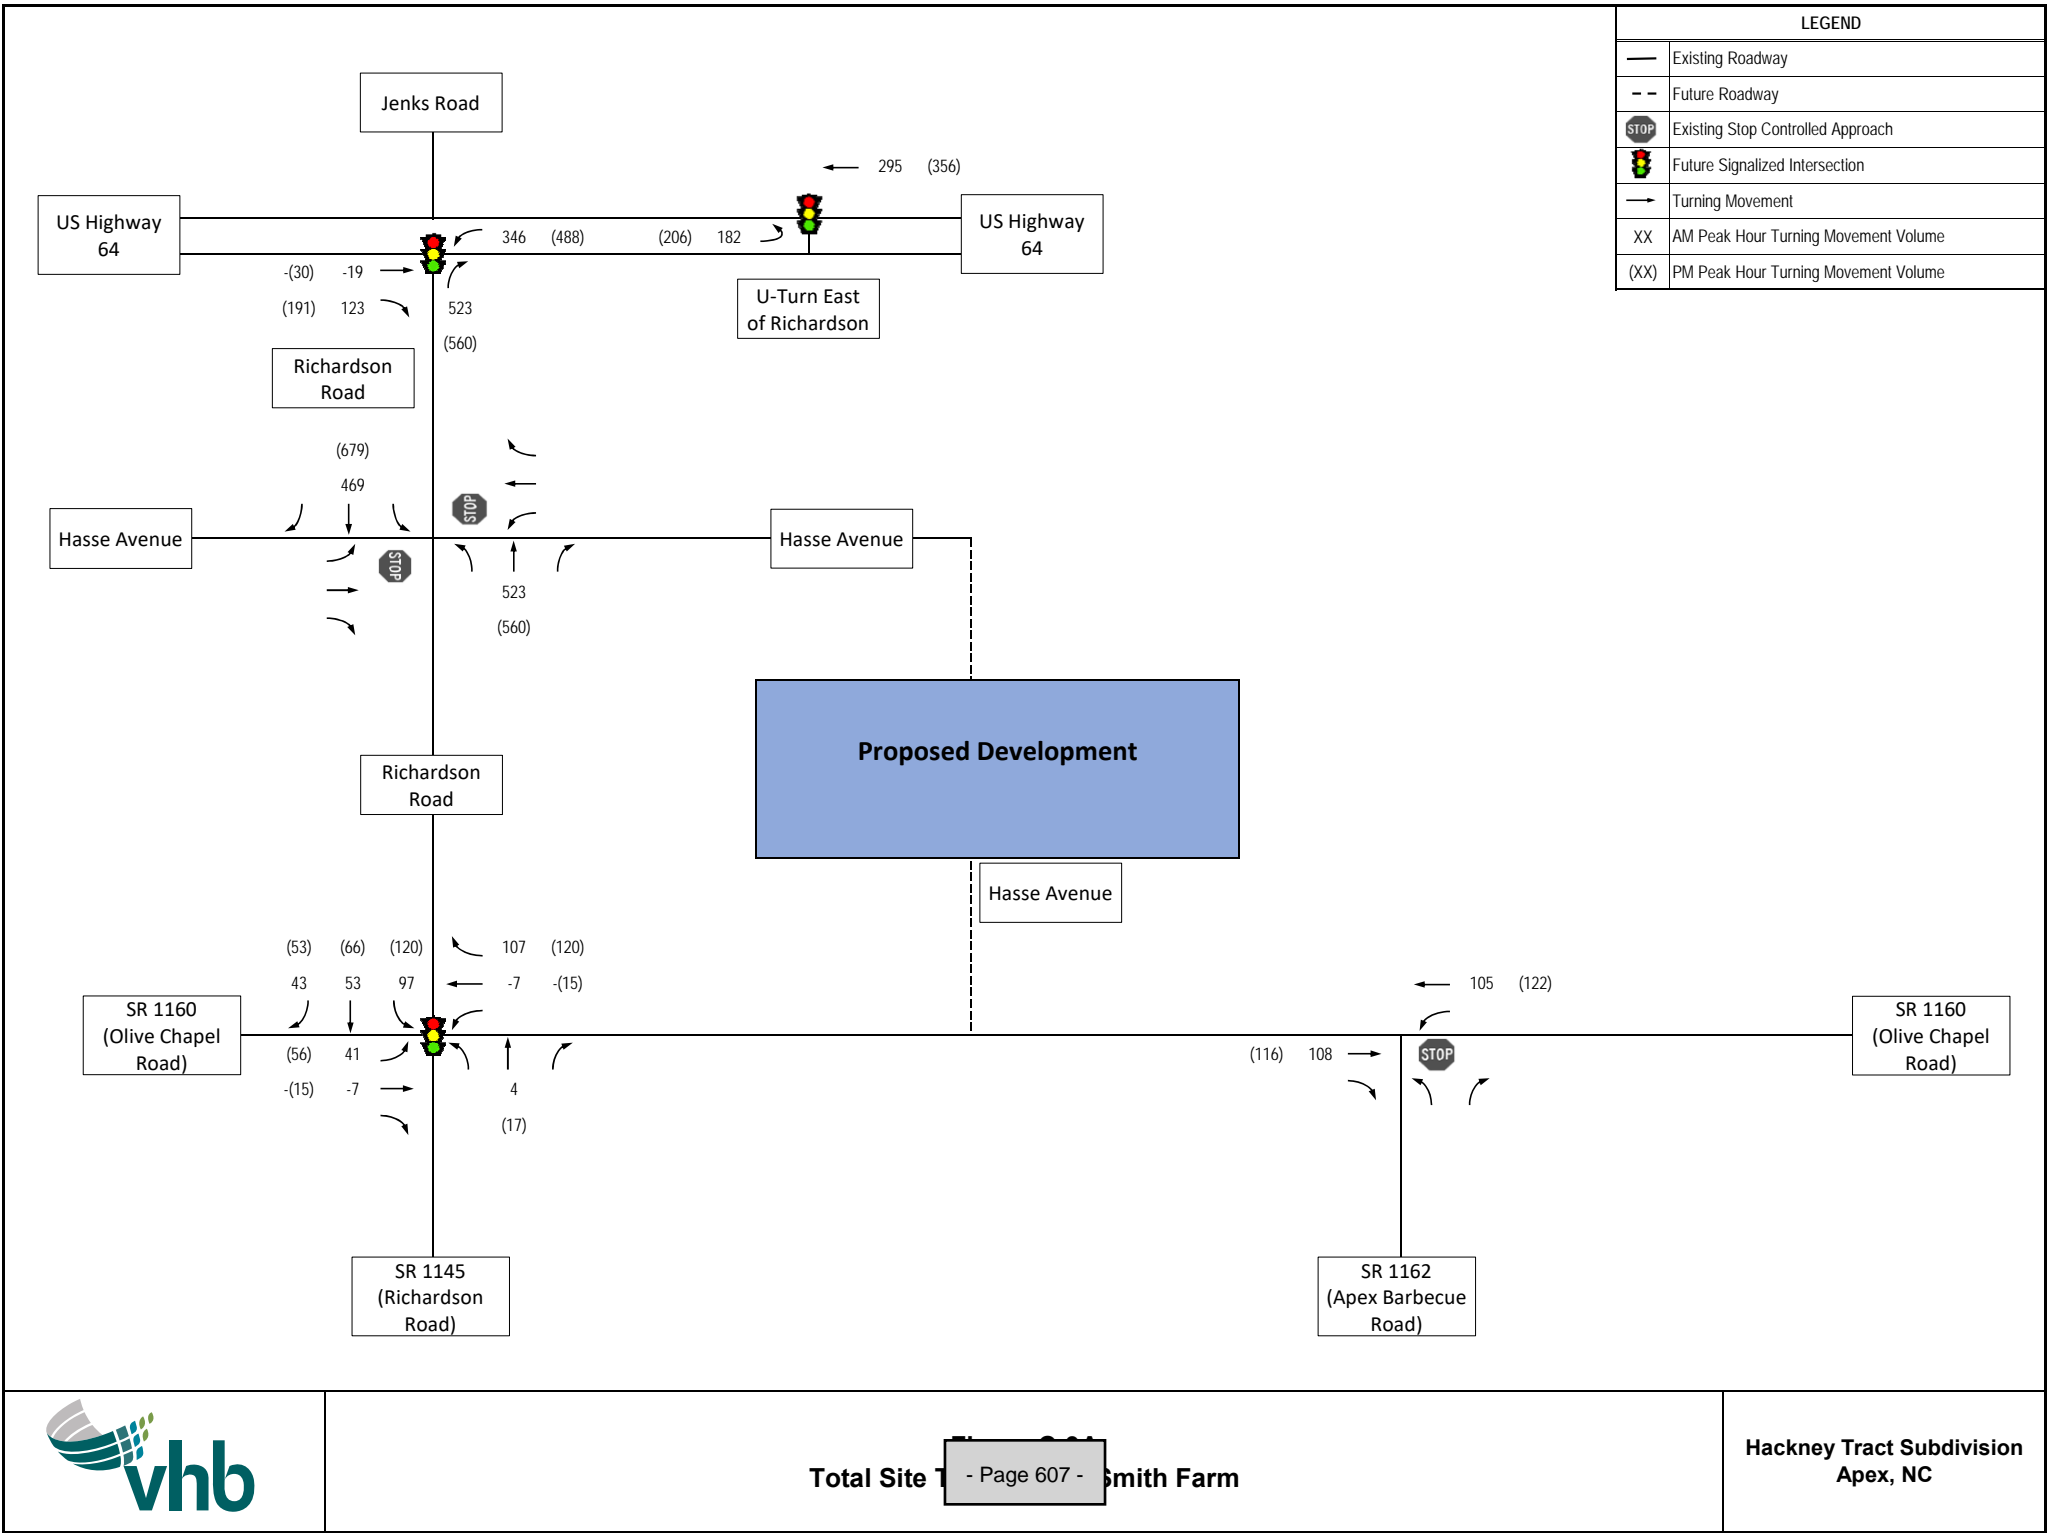 LEGEND
Existing Roadway
Future Roadway
STOP Existing Stop Controlled Approach
Future Signalized Intersection
Turning Movement
XX AM Peak Hour Turning Movement Volume
(XX) PM Peak Hour Turning Movement Volume
Jenks Road
295 (356)
US Highway
64
346 (488) (206) 182
US Highway
64
-(30) -19
(191) 123
523
(560)
U-Turn East
of Richardson
Richardson
Road
(679)
469
STOP
Hasse Avenue
Hasse Avenue
STOP
523
(560)
Proposed Development
Richardson
Road
Hasse Avenue
(53) (66) (120) 107 (120)
43 53 97 -7 -(15)
105 (122)
SR 1160
(Olive Chapel
Road)
(56) 41
-(15) -7
4
(17)
(116) 108
STOP
SR 1160
(Olive Chapel
Road)
SR 1145
(Richardson
Road)
SR 1162
(Apex Barbecue
Road)
vhb
Total Site
- Page 607 -
Smith Farm
Hackney Tract Subdivision
Apex, NC